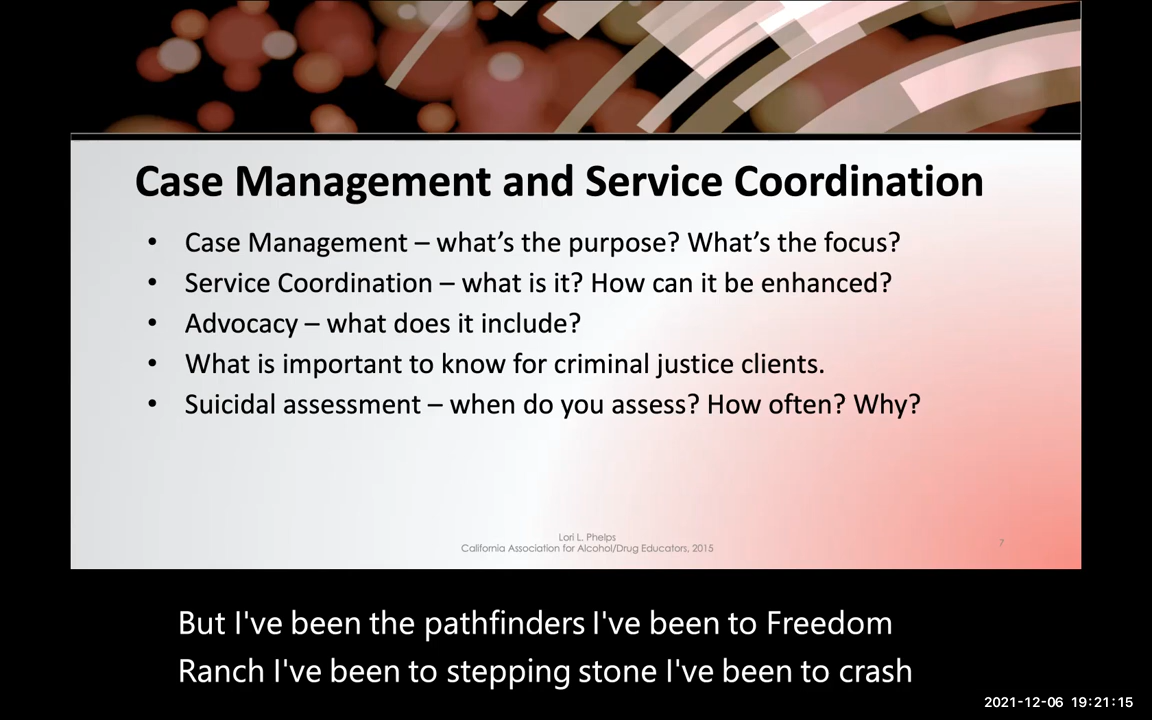 Case Management and Service Coordination
• Case Management – what's the purpose? What's the focus?
• Service Coordination – what is it? How can it be enhanced?
• Advocacy – what does it include?
• What is important to know for criminal justice clients.
• Suicidal assessment – when do you assess? How often? Why?
Lori L. Phelps
California Association for Alcohol/Drug Educators, 2015
7
But I've been the pathfinders I've been to Freedom
Ranch I've been to stepping stone I've been to crash
2021-12-06 19:21:15